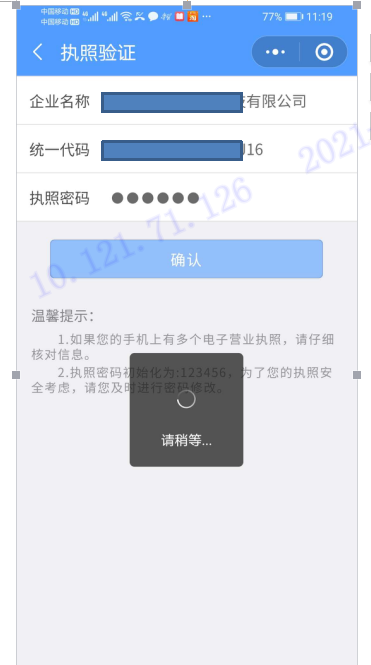 中国移动 HD
中国移动 HD
77% 11:19
执照验证
企业名称 有限公司
统一代码 J16
执照密码 ●●●●●●
确认
温馨提示：
1.如果您的手机上有多个电子营业执照，请仔细
核对信息。
2.执照密码初始化为:123456，为了您的执照安
全考虑，请您及时进行密码修改。
请稍等...
10.121.71.126 2021